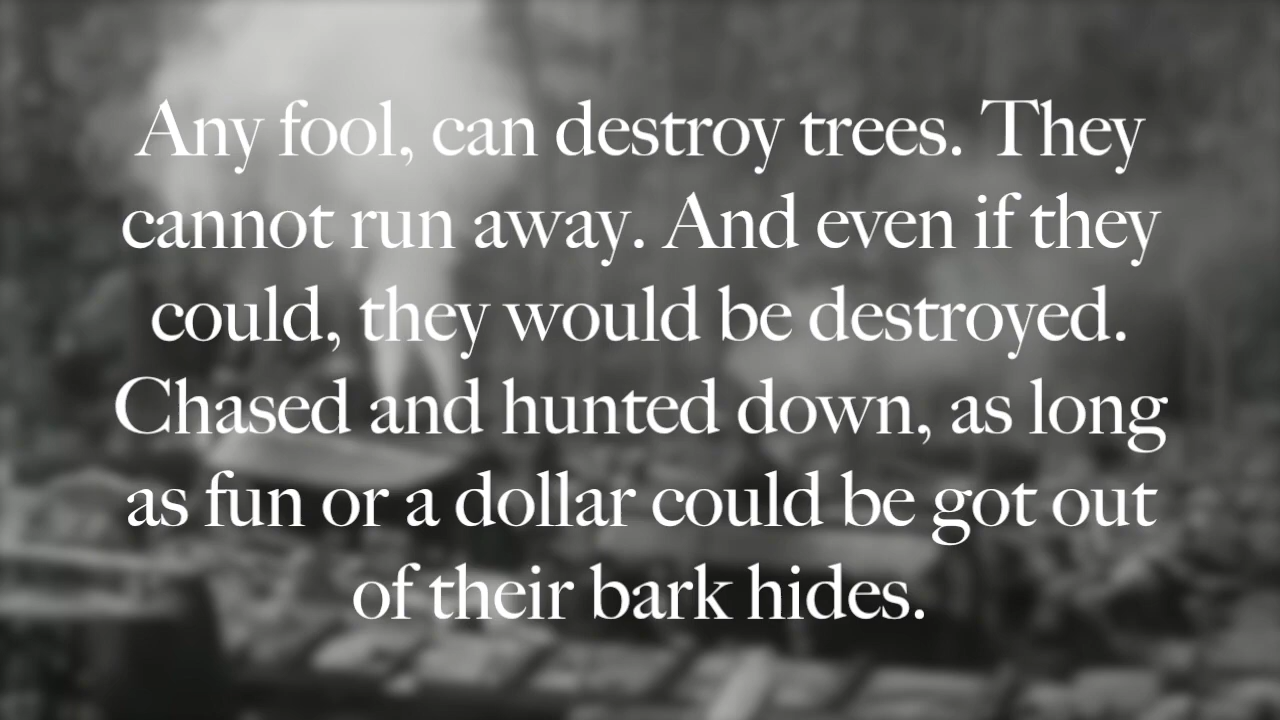 Any fool, can destroy trees. They
cannot run away. And even if they
could, they would be destroyed.
Chased and hunted down, as long
as fun or a dollar could be got out
of their bark hides.